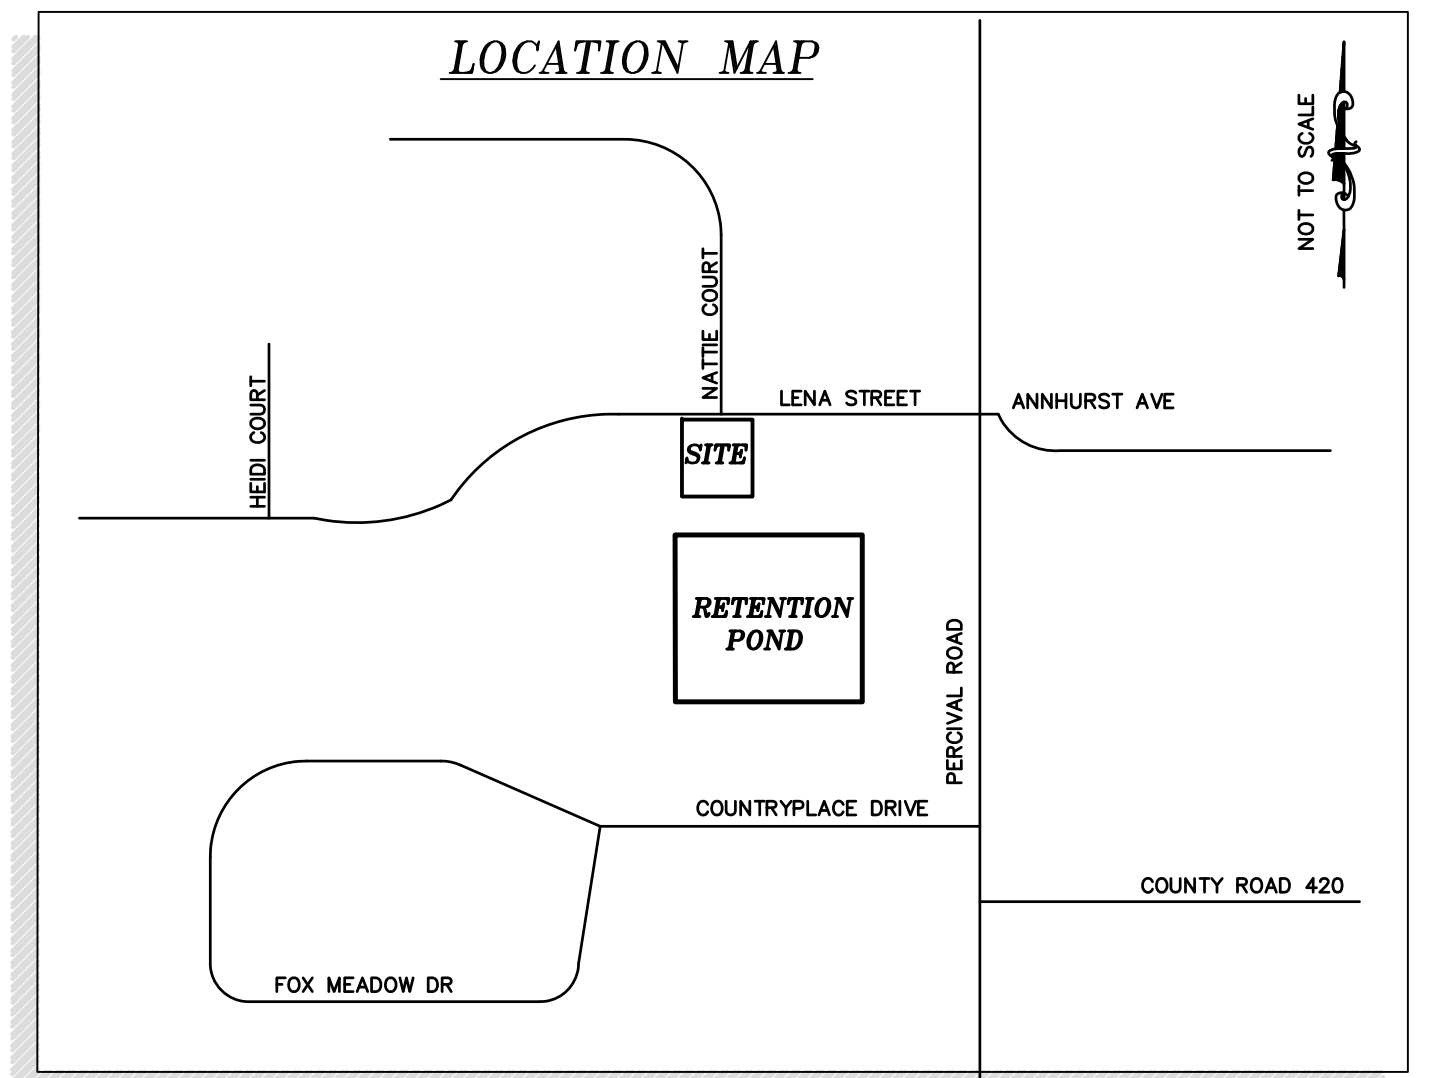 LOCATION MAP
NOT TO SCALE
NATTIE COURT
HEIDI COURT
LENA STREET
ANNHURST AVE
SITE
RETENTION
POND
PERCIVAL ROAD
COUNTRYPLACE DRIVE
COUNTY ROAD 420
FOX MEADOW DR